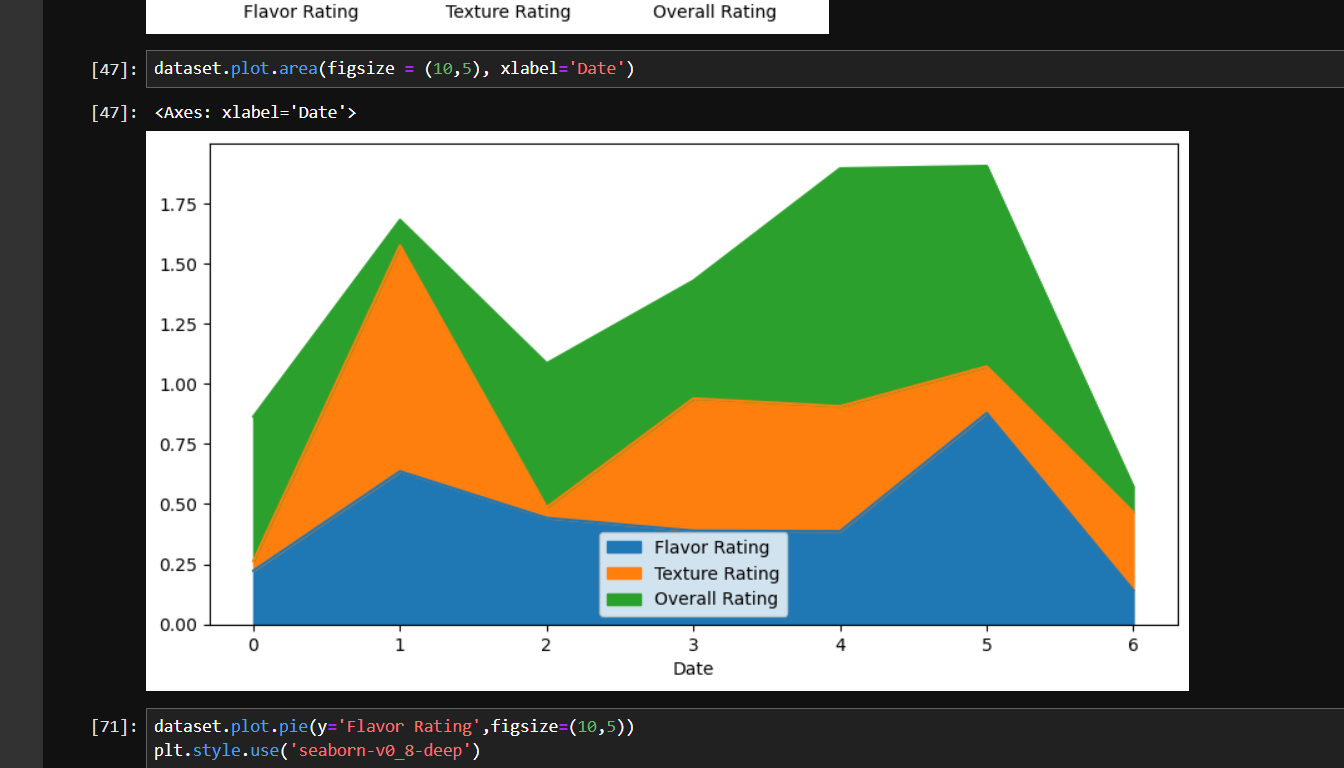 Flavor Rating Texture Rating Overall Rating
[47]: dataset.plot.area(figsize = (10,5), xlabel='Date')
[47]: <Axes: xlabel='Date'>
1.75
1.50
1.25
1.00
0.75
0.50
0.25
0.00
Flavor Rating
Texture Rating
Overall Rating
0 1 2 3 4 5 6
Date
[71]: dataset.plot.pie(y='Flavor Rating',figsize=(10,5))
plt.style.use('seaborn-v0_8-deep')